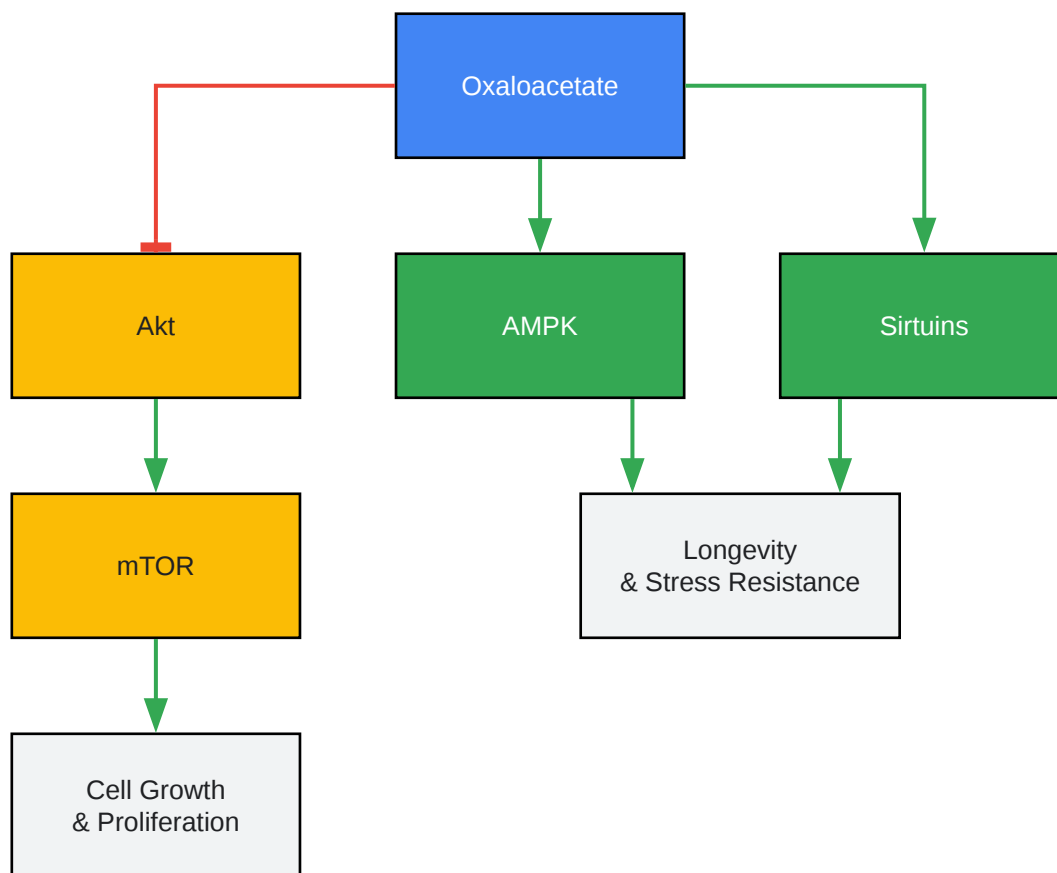 Oxaloacetate
Akt
AMPK
Sirtuins
mTOR
Longevity
& Stress Resistance
Cell Growth
& Proliferation